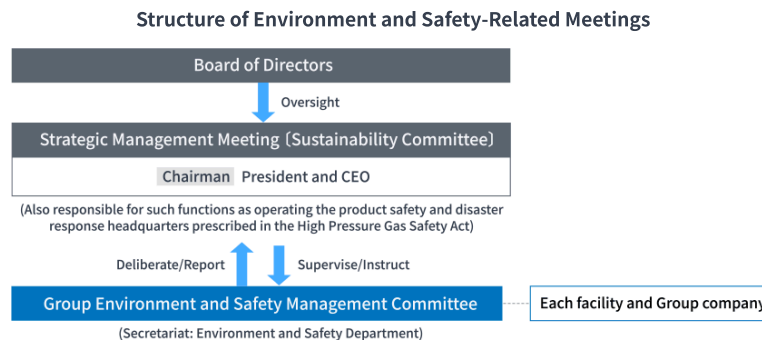 Structure of Environment and Safety-Related Meetings
Board of Directors
Oversight
Strategic Management Meeting〔Sustainability Committee〕
Chairman President and CEO
(Also responsible for such functions as operating the product safety and disaster
response headquarters prescribed in the High Pressure Gas Safety Act)
Deliberate/Report
Supervise/Instruct
Group Environment and Safety Management Committee
Each facility and Group company
(Secretariat: Environment and Safety Department)